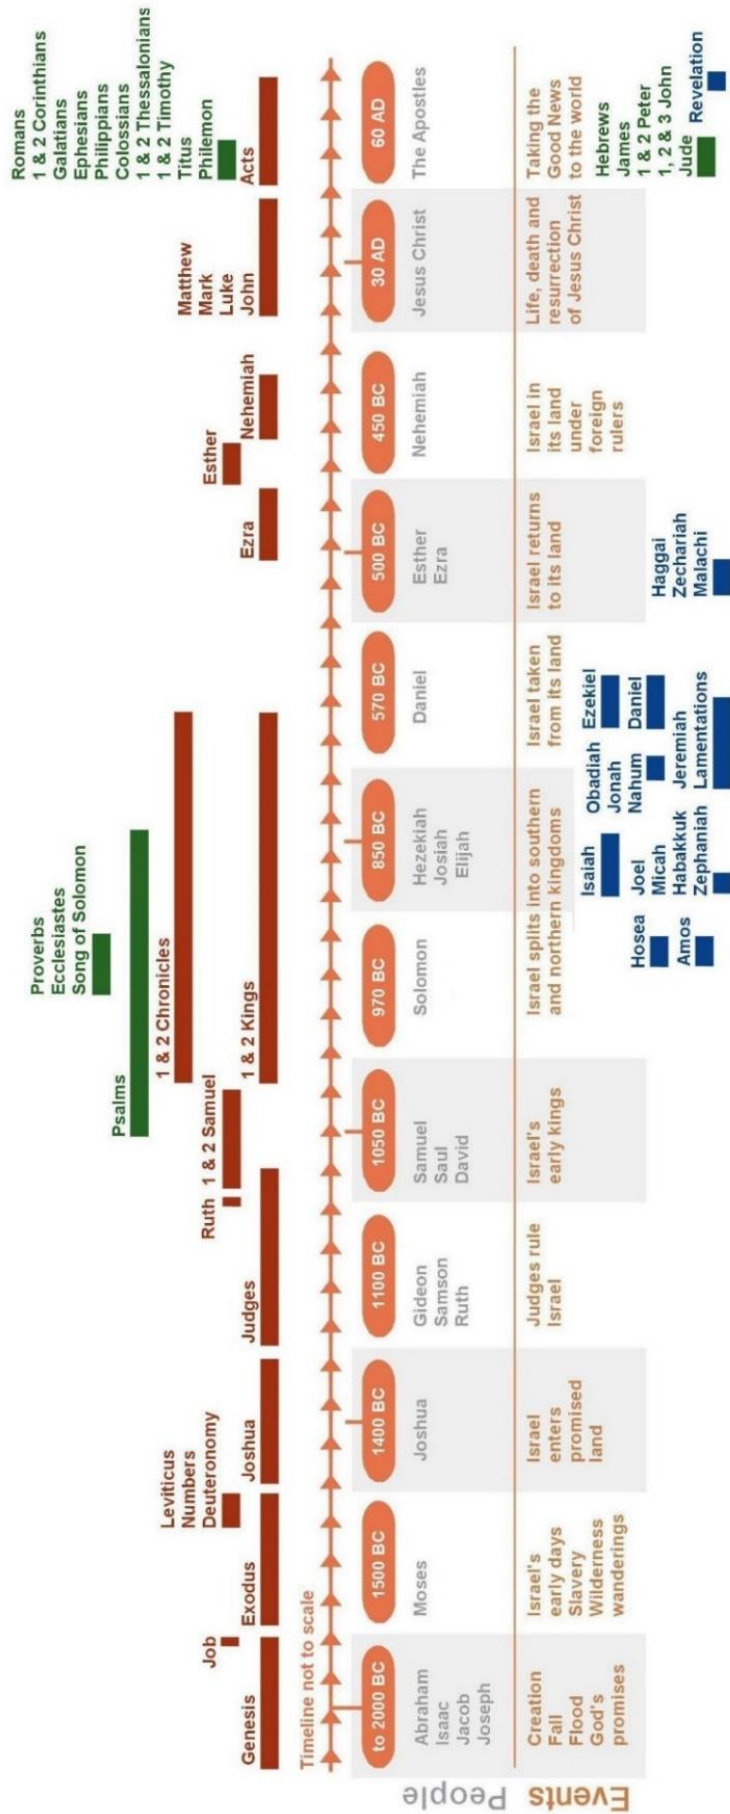 Genesis
Job
Exodus
Leviticus
Numbers
Deuteronomy
Joshua
Judges
Ruth
1 & 2 Samuel
Psalms
1 & 2 Chronicles
1 & 2 Kings
Proverbs
Ecclesiastes
Song of Solomon
Ezra
Esther
Nehemiah
Matthew
Mark
Luke
John
Romans
1 & 2 Corinthians
Galatians
Ephesians
Philippians
Colossians
1 & 2 Thessalonians
1 & 2 Timothy
Titus
Philemon
Acts
Timeline not to scale
to 2000 BC
1500 BC
1400 BC
1100 BC
1050 BC
970 BC
850 BC
570 BC
500 BC
450 BC
30 AD
60 AD
People
Abraham
Isaac
Jacob
Joseph
Moses
Joshua
Gideon
Samson
Ruth
Samuel
Saul
David
Solomon
Hezekiah
Josiah
Elijah
Daniel
Esther
Ezra
Nehemiah
Jesus Christ
The Apostles
Events
Creation
Fall
Flood
God's
promises
Israel's
early days
Slavery
Wilderness
wanderings
Israel
enters
promised
land
Judges rule
Israel
Israel's
early kings
Israel splits into southern
and northern kingdoms
Israel taken
from its land
Israel returns
to its land
Israel in
its land
under
foreign
rulers
Life, death and
resurrection
of Jesus Christ
Taking the
Good News
to the world
Hosea
Amos
Isaiah
Joel
Micah
Habakkuk
Zephaniah
Obadiah
Jonah
Nahum
Jeremiah
Lamentations
Ezekiel
Daniel
Haggai
Zechariah
Malachi
Hebrews
James
1 & 2 Peter
1, 2 & 3 John
Jude
Revelation